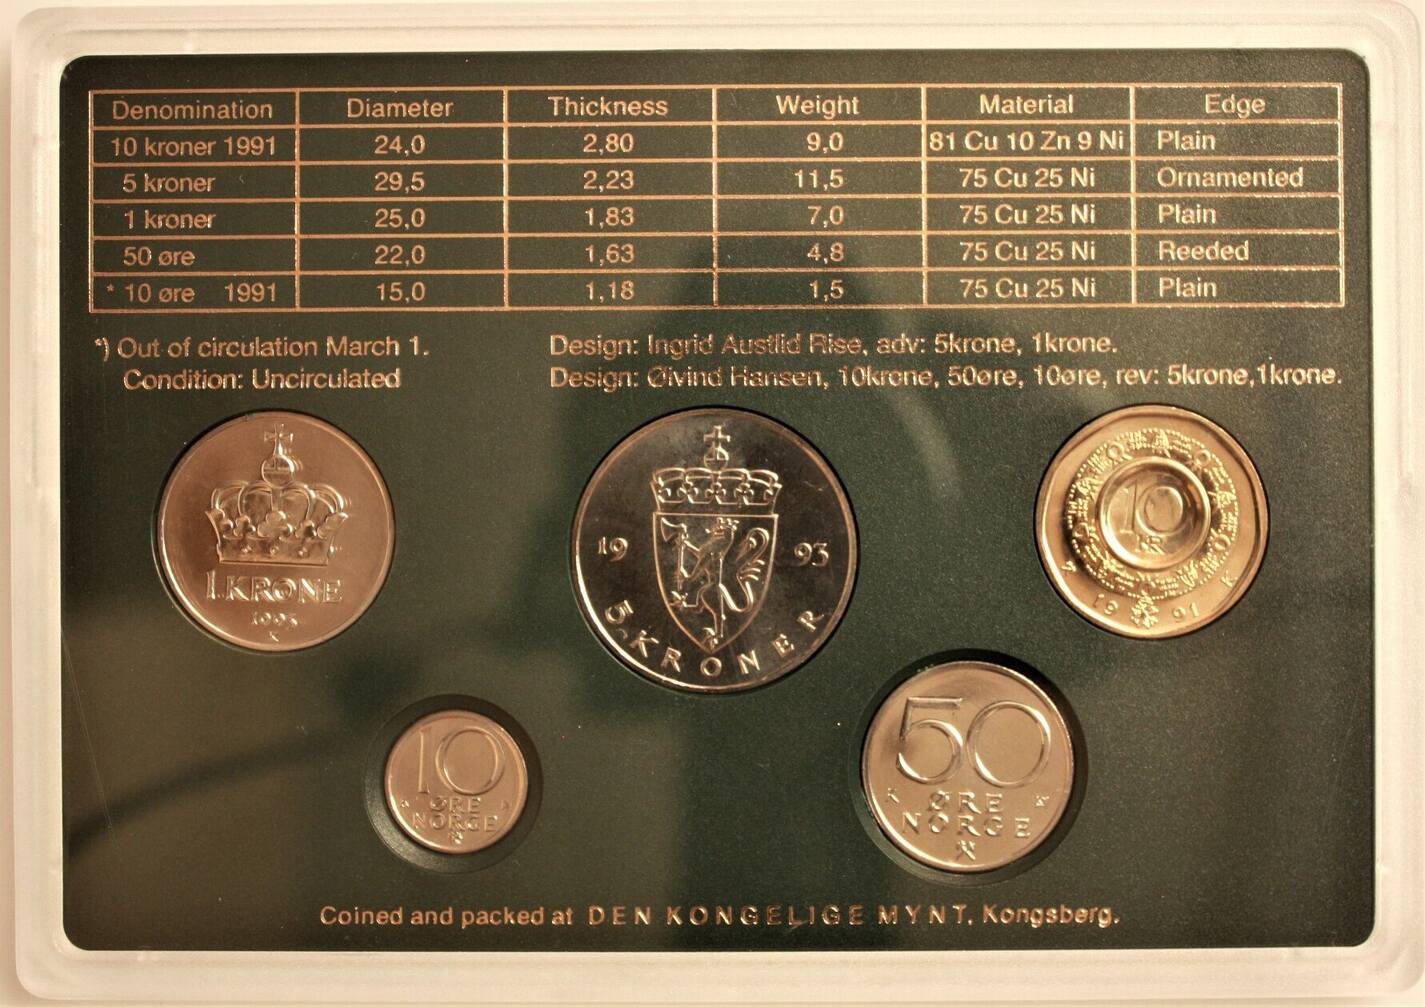 Denomination Diameter Thickness Weight Material Edge
10 kroner 1991 24,0 2,80 9,0 81 Cu 10 Zn 9 Ni Plain
5 kroner 29,5 2,23 11,5 75 Cu 25 Ni Ornamented
1 kroner 25,0 1,83 7,0 75 Cu 25 Ni Plain
50 øre 22,0 1,63 4,8 75 Cu 25 Ni Reeded
* 10 øre 1991 15,0 1,18 1,5 75 Cu 25 Ni Plain
*) Out of circulation March 1.
Condition: Uncirculated
Design: Ingrid Austlid Rise, adv: 5krone, 1krone.
Design: Øivind Hansen, 10krone, 50øre, 10øre, rev: 5krone,1krone.
1 KRONE
1993
K
19 93
5 KRONER
10
KR
K
19 91
10
ØRE
NORGE
50
K
ØRE
NORGE
Coined and packed at DEN KONGELIGE MYNT, Kongsberg.